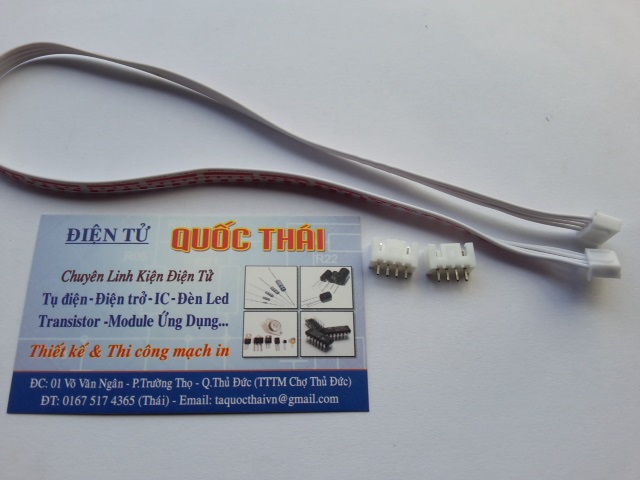 ĐIỆN TỬ QUỐC THÁI
R22
Chuyên Linh Kiện Điện Tử
Tụ điện - Điện trở - IC - Đèn Led
Transistor - Module Ứng Dụng...
Thiết kế & Thi công mạch in
ĐC: 01 Võ Văn Ngân - P.Trường Thọ - Q.Thủ Đức (TTTM Chợ Thủ Đức)
ĐT: 0167 517 4365 (Thái) - Email: taquocthaivn@gmail.com